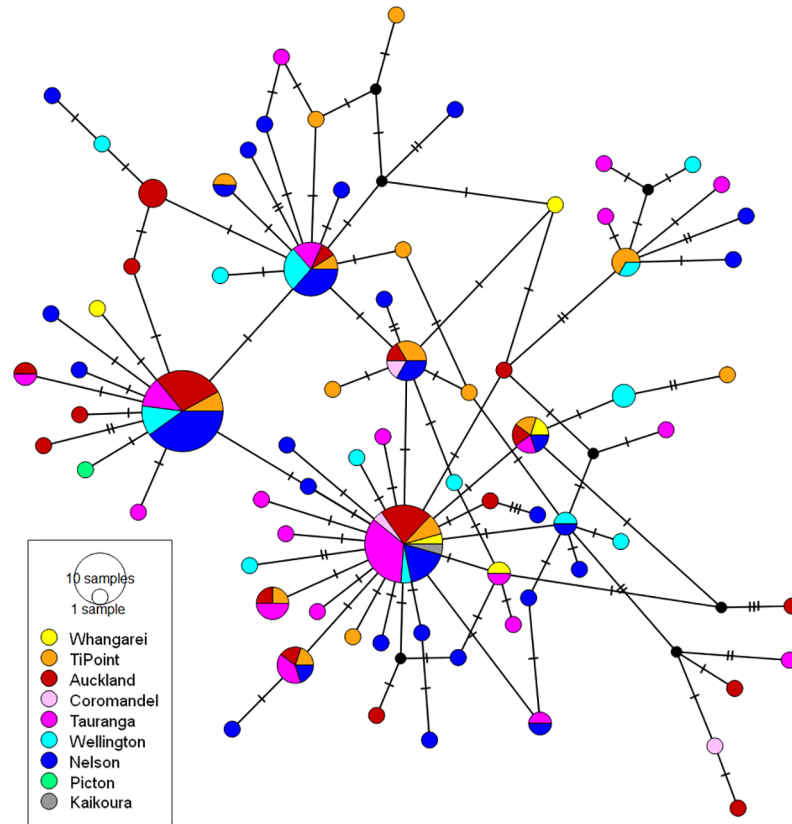 10 samples
1 sample
Whangarei
TiPoint
Auckland
Coromandel
Tauranga
Wellington
Nelson
Picton
Kaikoura